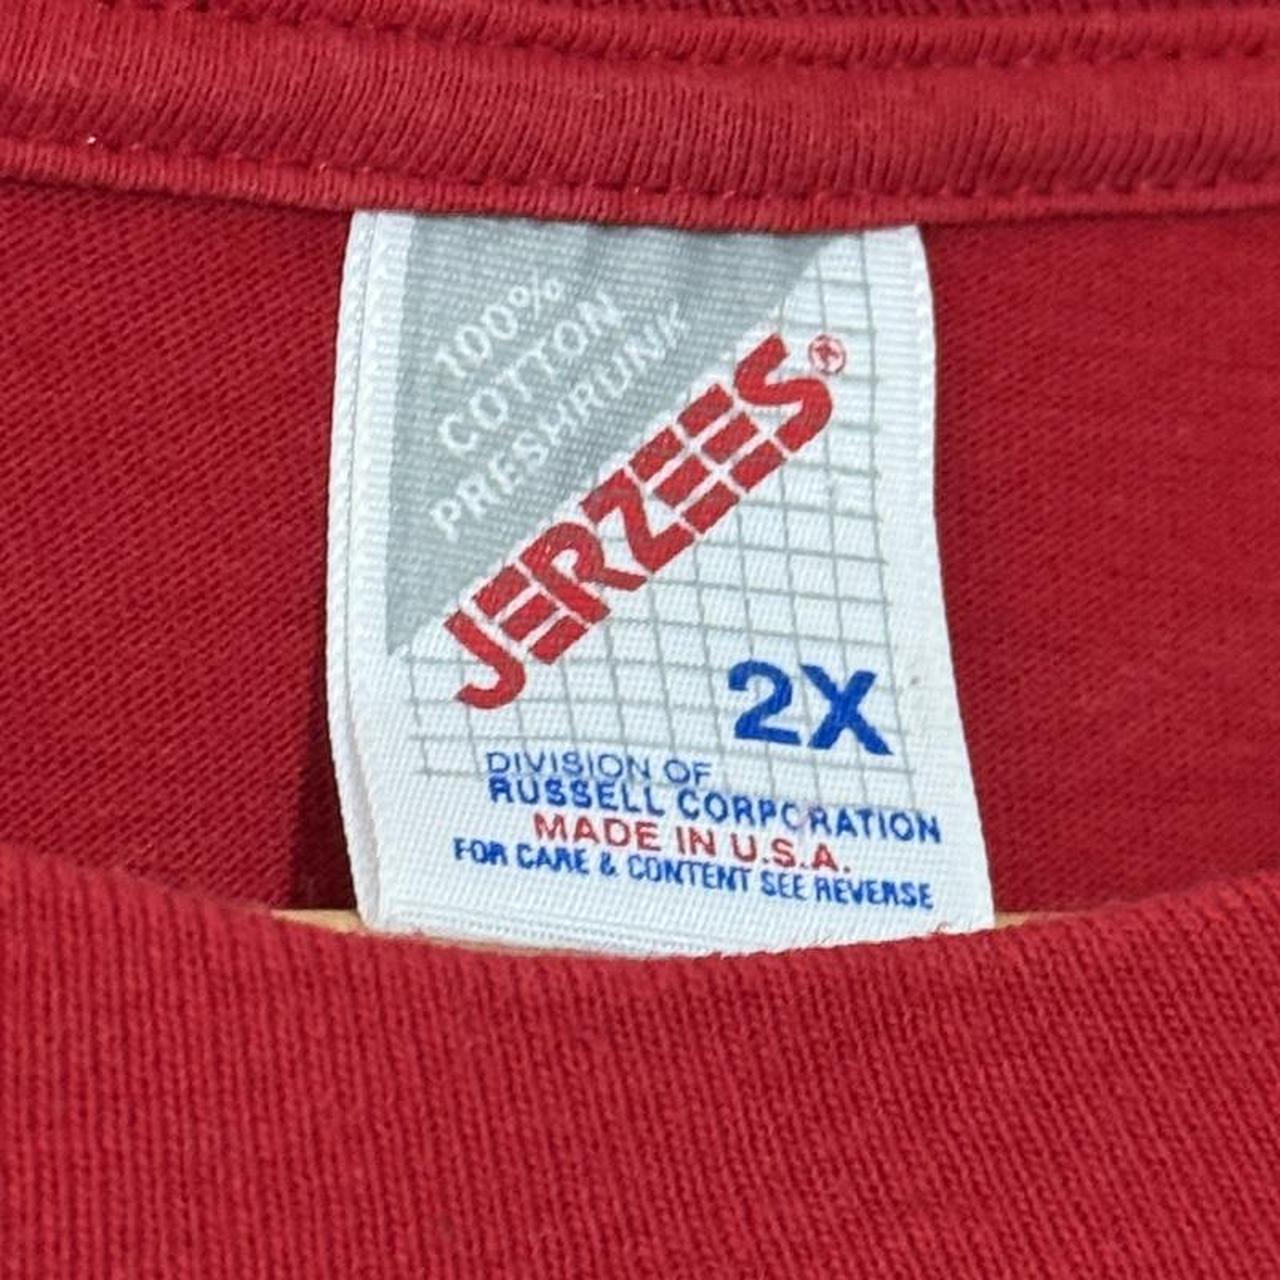 100%
COTTON
PRESHRUNK
JERZEES®
2X
DIVISION OF
RUSSELL CORPORATION
MADE IN U.S.A.
FOR CARE & CONTENT SEE REVERSE